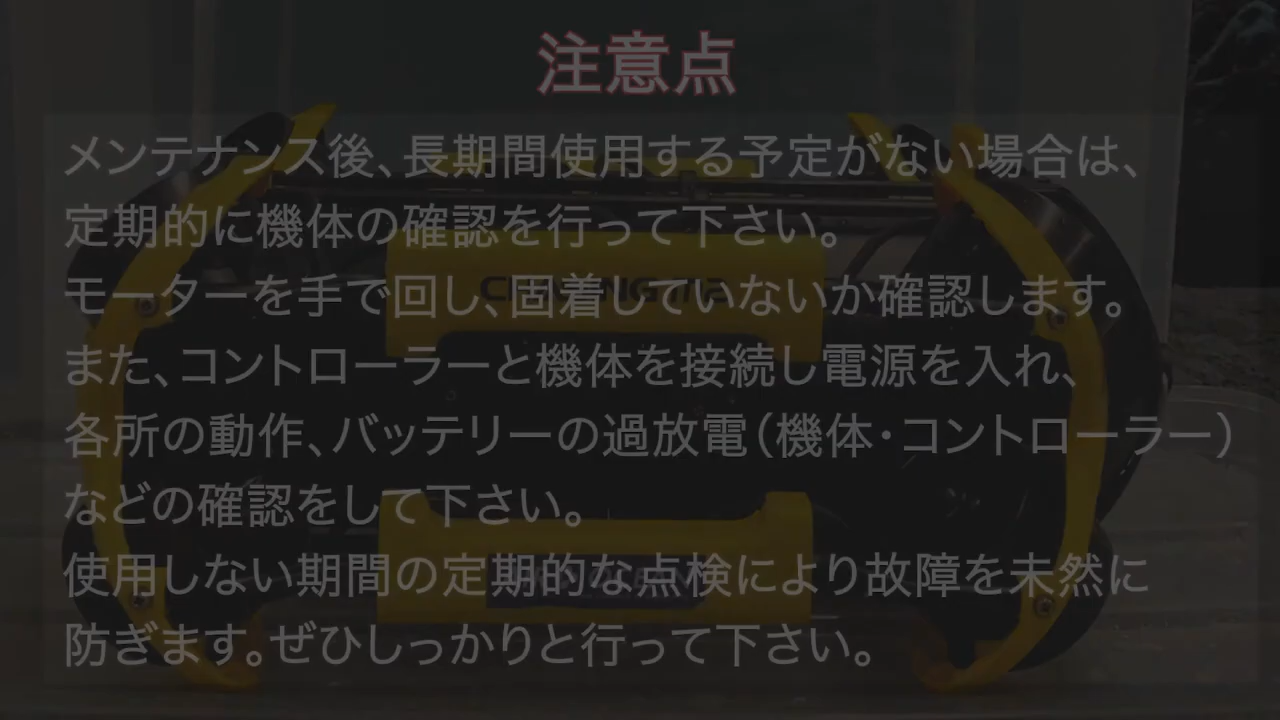 注意点
メンテナンス後、長期間使用する予定がない場合は、
定期的に機体の確認を行って下さい。
モーターを手で回し、固着していないか確認します。
また、コントローラーと機体を接続し電源を入れ、
各所の動作、バッテリーの過放電（機体・コントローラー）
などの確認をして下さい。
使用しない期間の定期的な点検により故障を未然に
防ぎます。ぜひしっかりと行って下さい。